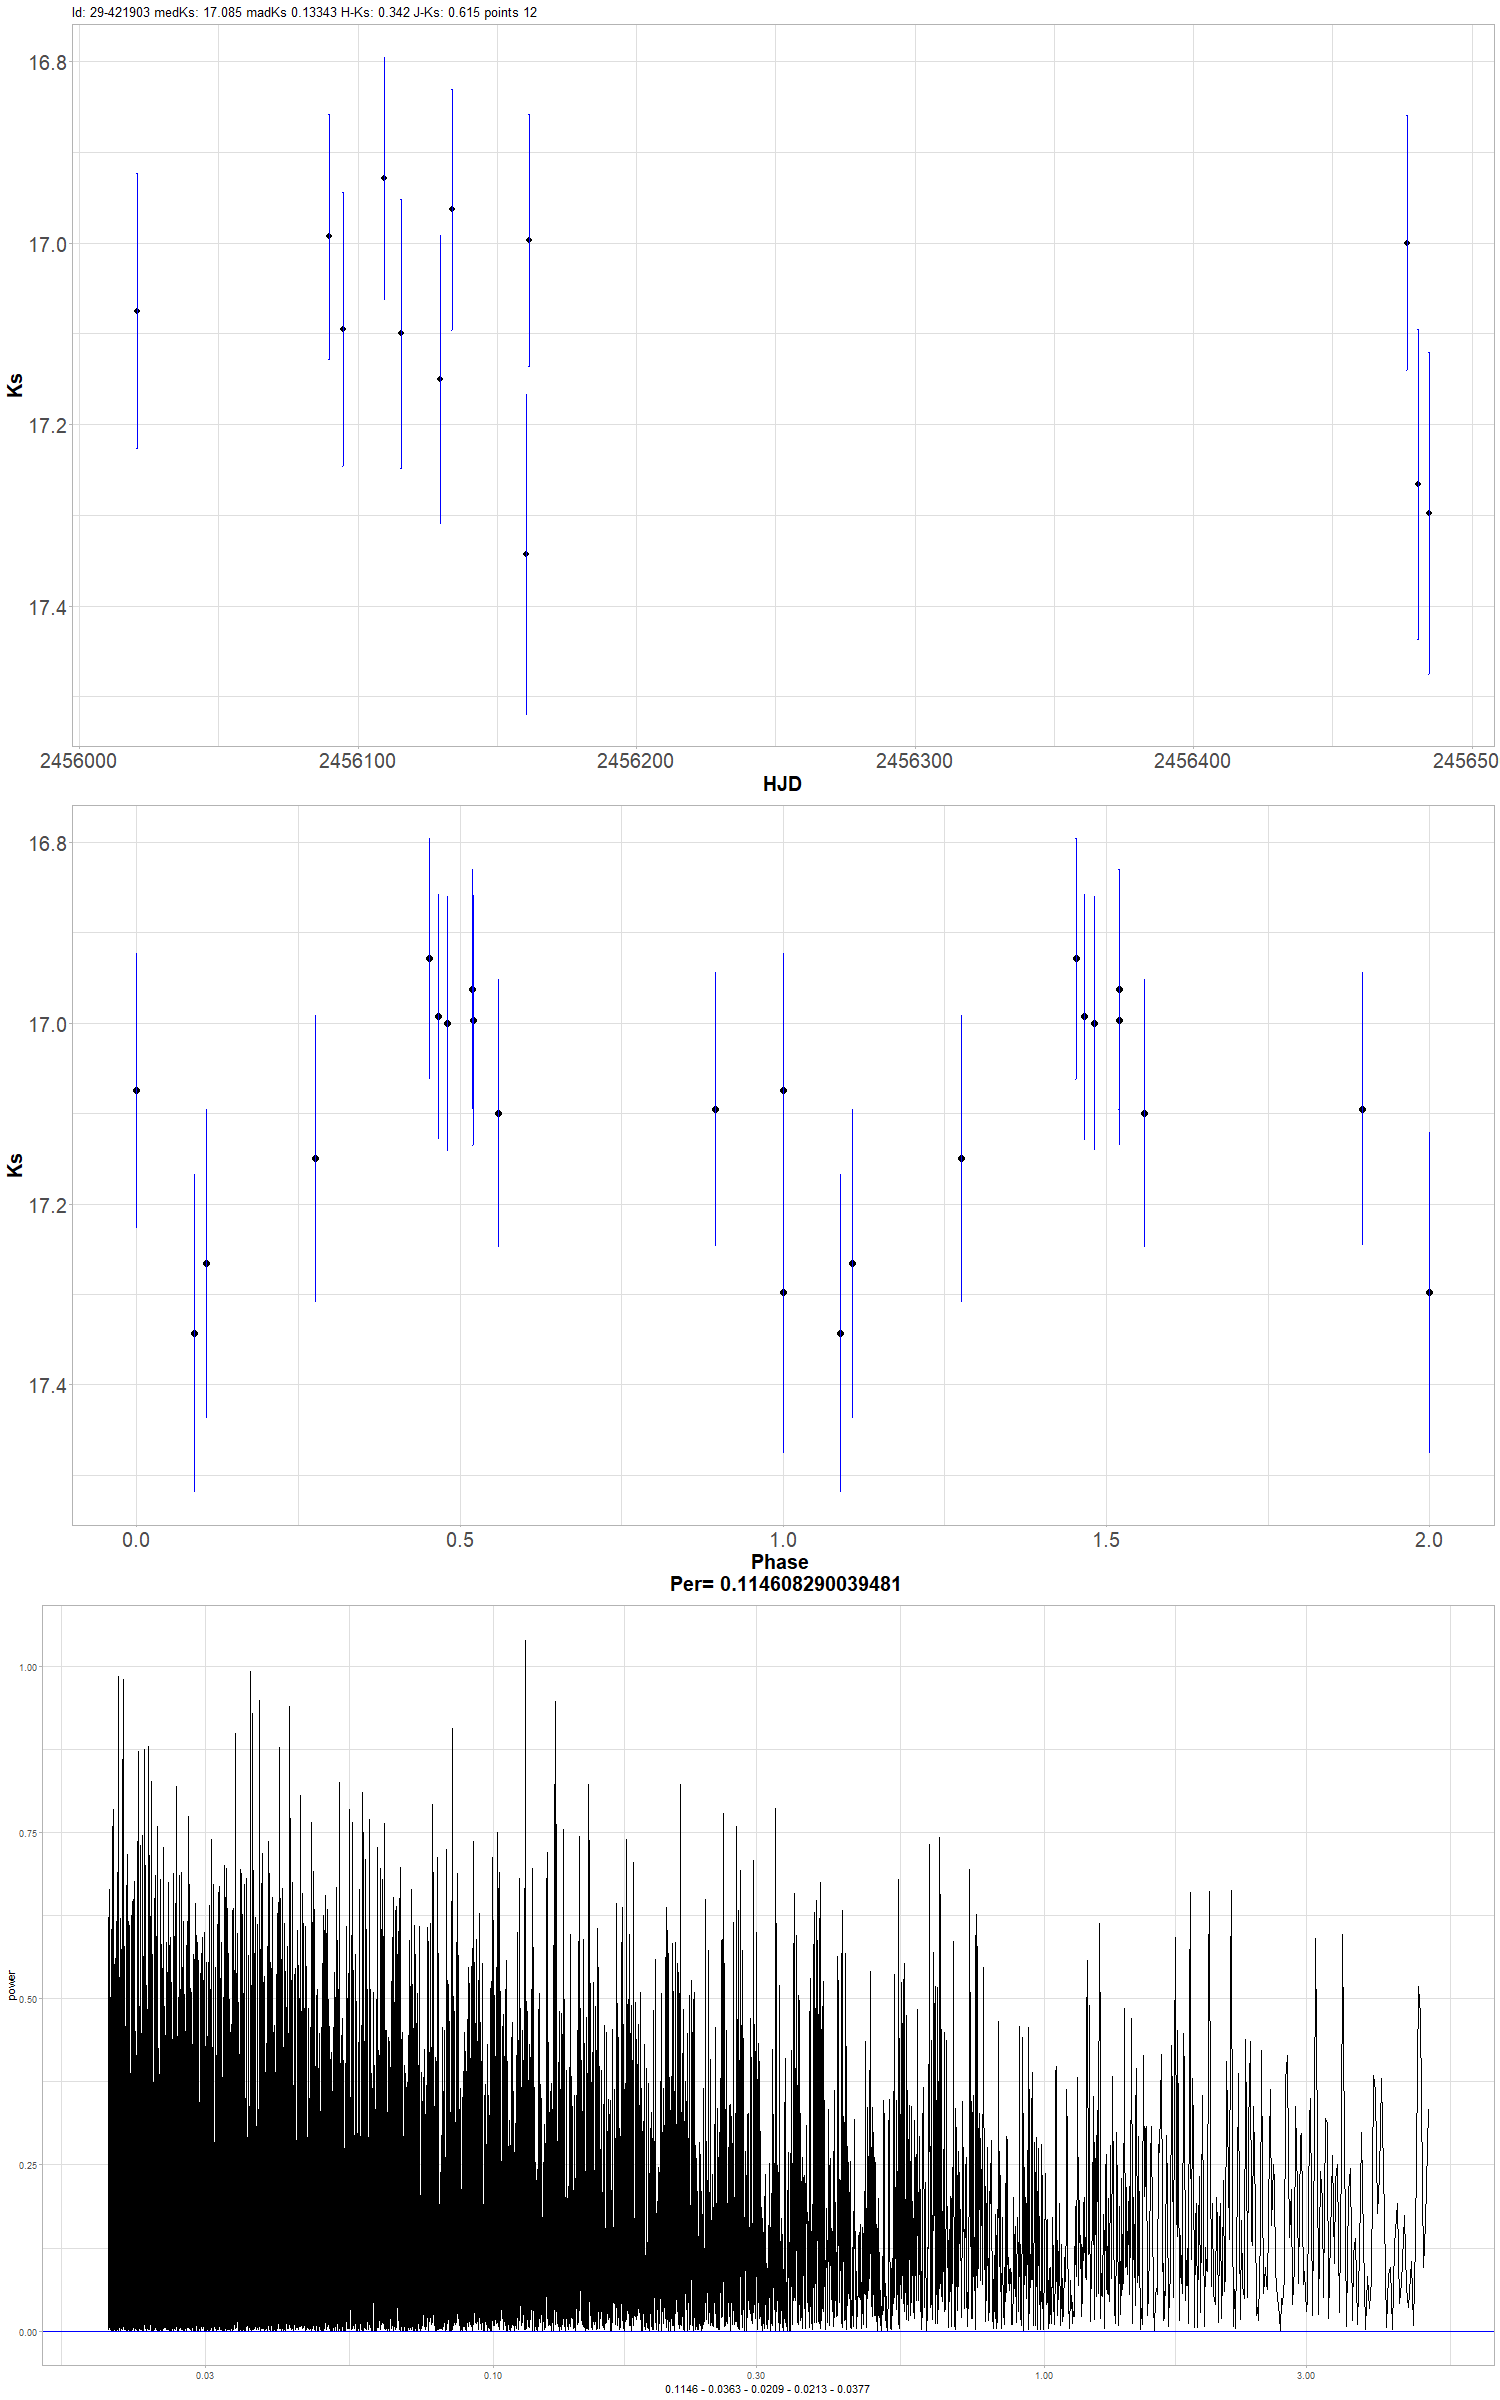 Id: 29-421903 medKs: 17.085 madKs 0.13343 H-Ks: 0.342 J-Ks: 0.615 points 12
16.8
17.0
17.2
17.4
Ks
2456000 2456100 2456200 2456300 2456400 245650
HJD
16.8
17.0
17.2
17.4
Ks
0.0 0.5 1.0 1.5 2.0
Phase
Per= 0.114608290039481
1.00
0.75
0.50
0.25
0.00
power
0.03 0.10 0.30 1.00 3.00
0.1146 - 0.0363 - 0.0209 - 0.0213 - 0.0377